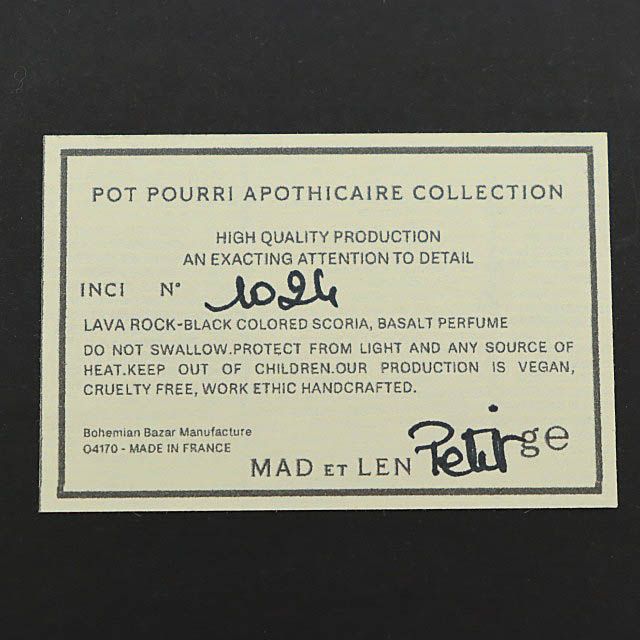 POT POURRI APOTHICAIRE COLLECTION
HIGH QUALITY PRODUCTION
AN EXACTING ATTENTION TO DETAIL
INCI N° 1024
LAVA ROCK-BLACK COLORED SCORIA, BASALT PERFUME
DO NOT SWALLOW.PROTECT FROM LIGHT AND ANY SOURCE OF
HEAT.KEEP OUT OF CHILDREN.OUR PRODUCTION IS VEGAN,
CRUELTY FREE, WORK ETHIC HANDCRAFTED.
Bohemian Bazar Manufacture
04170 - MADE IN FRANCE
MAD ET LEN